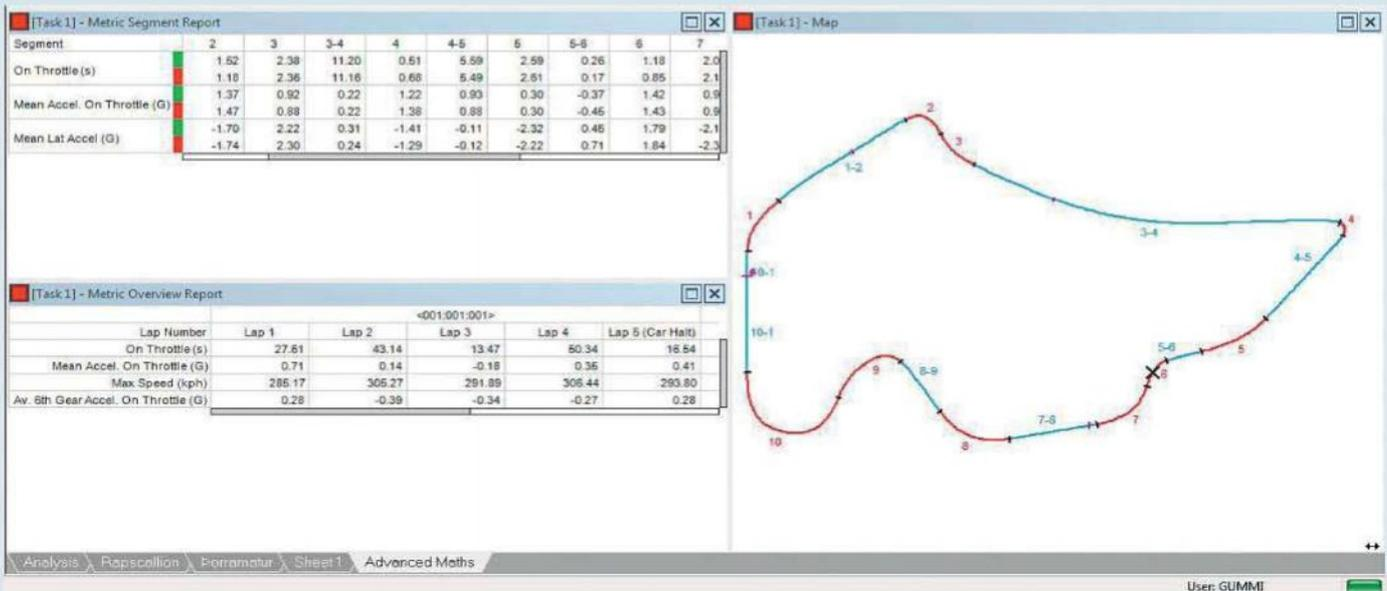 [Task 1] - Metric Segment Report
Segment 2 3 3-4 4 4-5 5 5-6 6 7
On Throttle (s) 1.52 2.38 11.20 0.51 5.59 2.59 0.26 1.18 2.0
1.18 2.36 11.16 0.68 5.49 2.61 0.17 0.85 2.1
Mean Accel. On Throttle (G) 1.37 0.92 0.22 1.22 0.93 0.30 -0.37 1.42 0.9
1.47 0.88 0.22 1.38 0.88 0.30 -0.46 1.43 0.9
Mean Lat Accel (G) -1.70 2.22 0.31 -1.41 -0.11 -2.32 0.46 1.79 -2.1
-1.74 2.30 0.24 -1.29 -0.12 -2.22 0.71 1.84 -2.3
[Task 1] - Metric Overview Report
<001:001:001>
Lap Number Lap 1 Lap 2 Lap 3 Lap 4 Lap 5 (Car Halt)
On Throttle (s) 27.61 43.14 13.47 50.34 16.54
Mean Accel. On Throttle (G) 0.71 0.14 -0.18 0.35 0.41
Max Speed (kph) 285.17 305.27 291.89 306.44 293.80
Av. 6th Gear Accel. On Throttle (G) 0.28 -0.39 -0.34 -0.27 0.28
[Task 1] - Map
2
3
1-2
1
3-4
4
4-5
0-1
10-1
5-6
5
6
9
8-9
7-8
7
10
8
Analysis Rapscallion Porramatur Sheet1 Advanced Maths
User: GUMMI